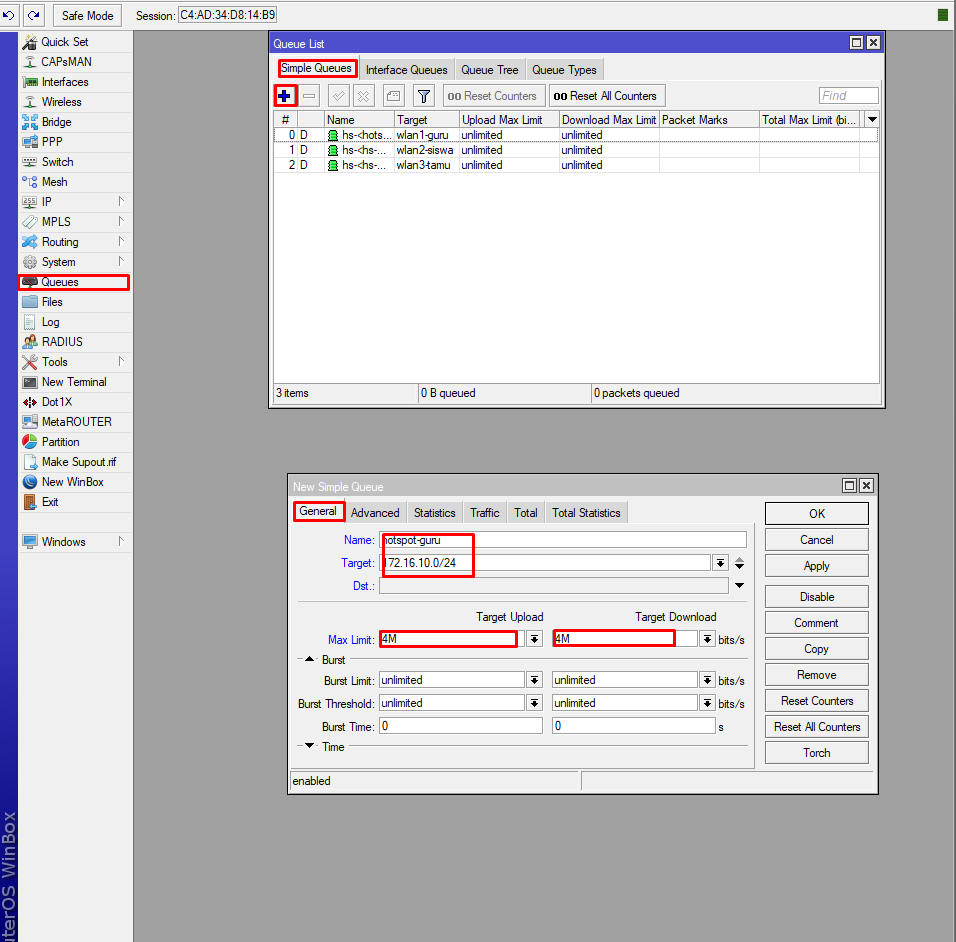 Safe Mode Session: C4:AD:34:D8:14:B9
Quick Set
CAPsMAN
Interfaces
Wireless
Bridge
PPP
Switch
Mesh
IP
MPLS
Routing
System
Queues
Files
Log
RADIUS
Tools
New Terminal
Dot1X
MetaROUTER
Partition
Make Supout.rif
New WinBox
Exit
Windows
uterOS WinBox
Queue List
Simple Queues Interface Queues Queue Tree Queue Types
00 Reset Counters 00 Reset All Counters Find
# Name Target Upload Max Limit Download Max Limit Packet Marks Total Max Limit (bi...
0 D hs-<hots... wlan1-guru unlimited unlimited
1 D hs-<hs-... wlan2-siswa unlimited unlimited
2 D hs-<hs-... wlan3-tamu unlimited unlimited
3 items 0 B queued 0 packets queued
New Simple Queue
General Advanced Statistics Traffic Total Total Statistics
Name: hotspot-guru
Target: 172.16.10.0/24
Dst.:
Target Upload Target Download
Max Limit: 4M 4M bits/s
Burst
Burst Limit: unlimited unlimited bits/s
Burst Threshold: unlimited unlimited bits/s
Burst Time: 0 0 s
Time
enabled
OK
Cancel
Apply
Disable
Comment
Copy
Remove
Reset Counters
Reset All Counters
Torch